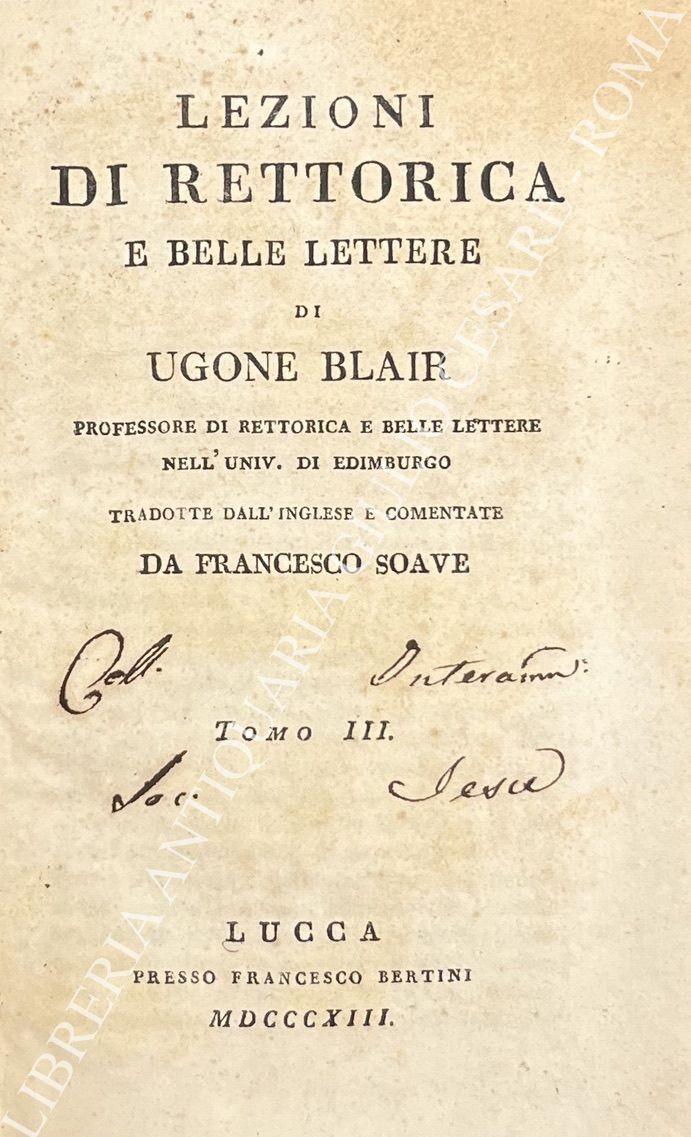 LEZIONI
DI RETTORICA
E BELLE LETTERE
DI
UGONE BLAIR
PROFESSORE DI RETTORICA E BELLE LETTERE
NELL' UNIV. DI EDIMBURGO
TRADOTTE DALL' INGLESE E COMENTATE
DA FRANCESCO SOAVE
Coll. Interamn:
TOMO III.
Soc. Jesu
LUCCA
PRESSO FRANCESCO BERTINI
MDCCCXIII.
LIBRERIA ANTIQUARIA GIULIO CESARE - ROMA